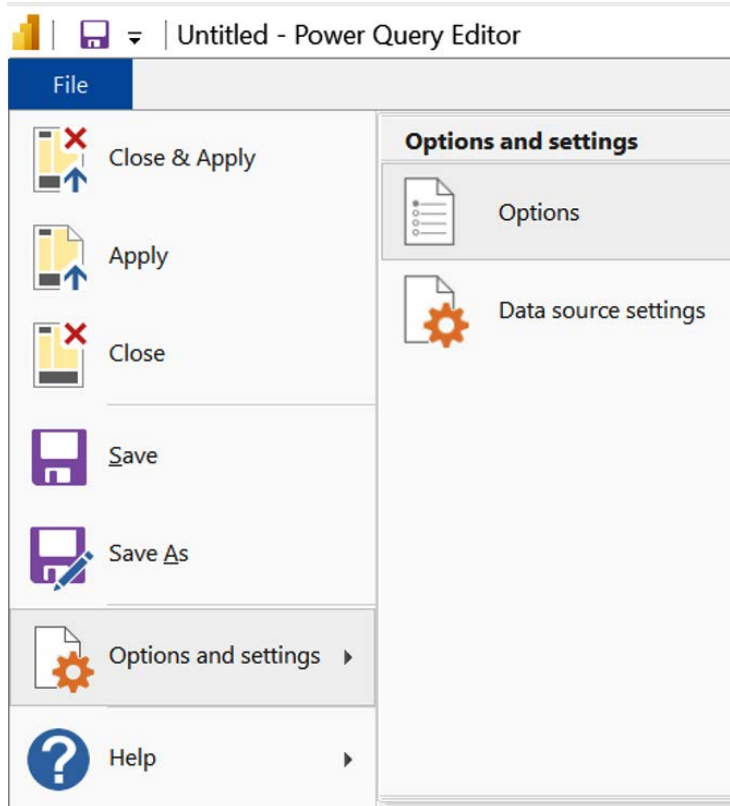 Untitled - Power Query Editor
File
Close & Apply
Apply
Close
Save
Save As
Options and settings
Help
Options and settings
Options
Data source settings